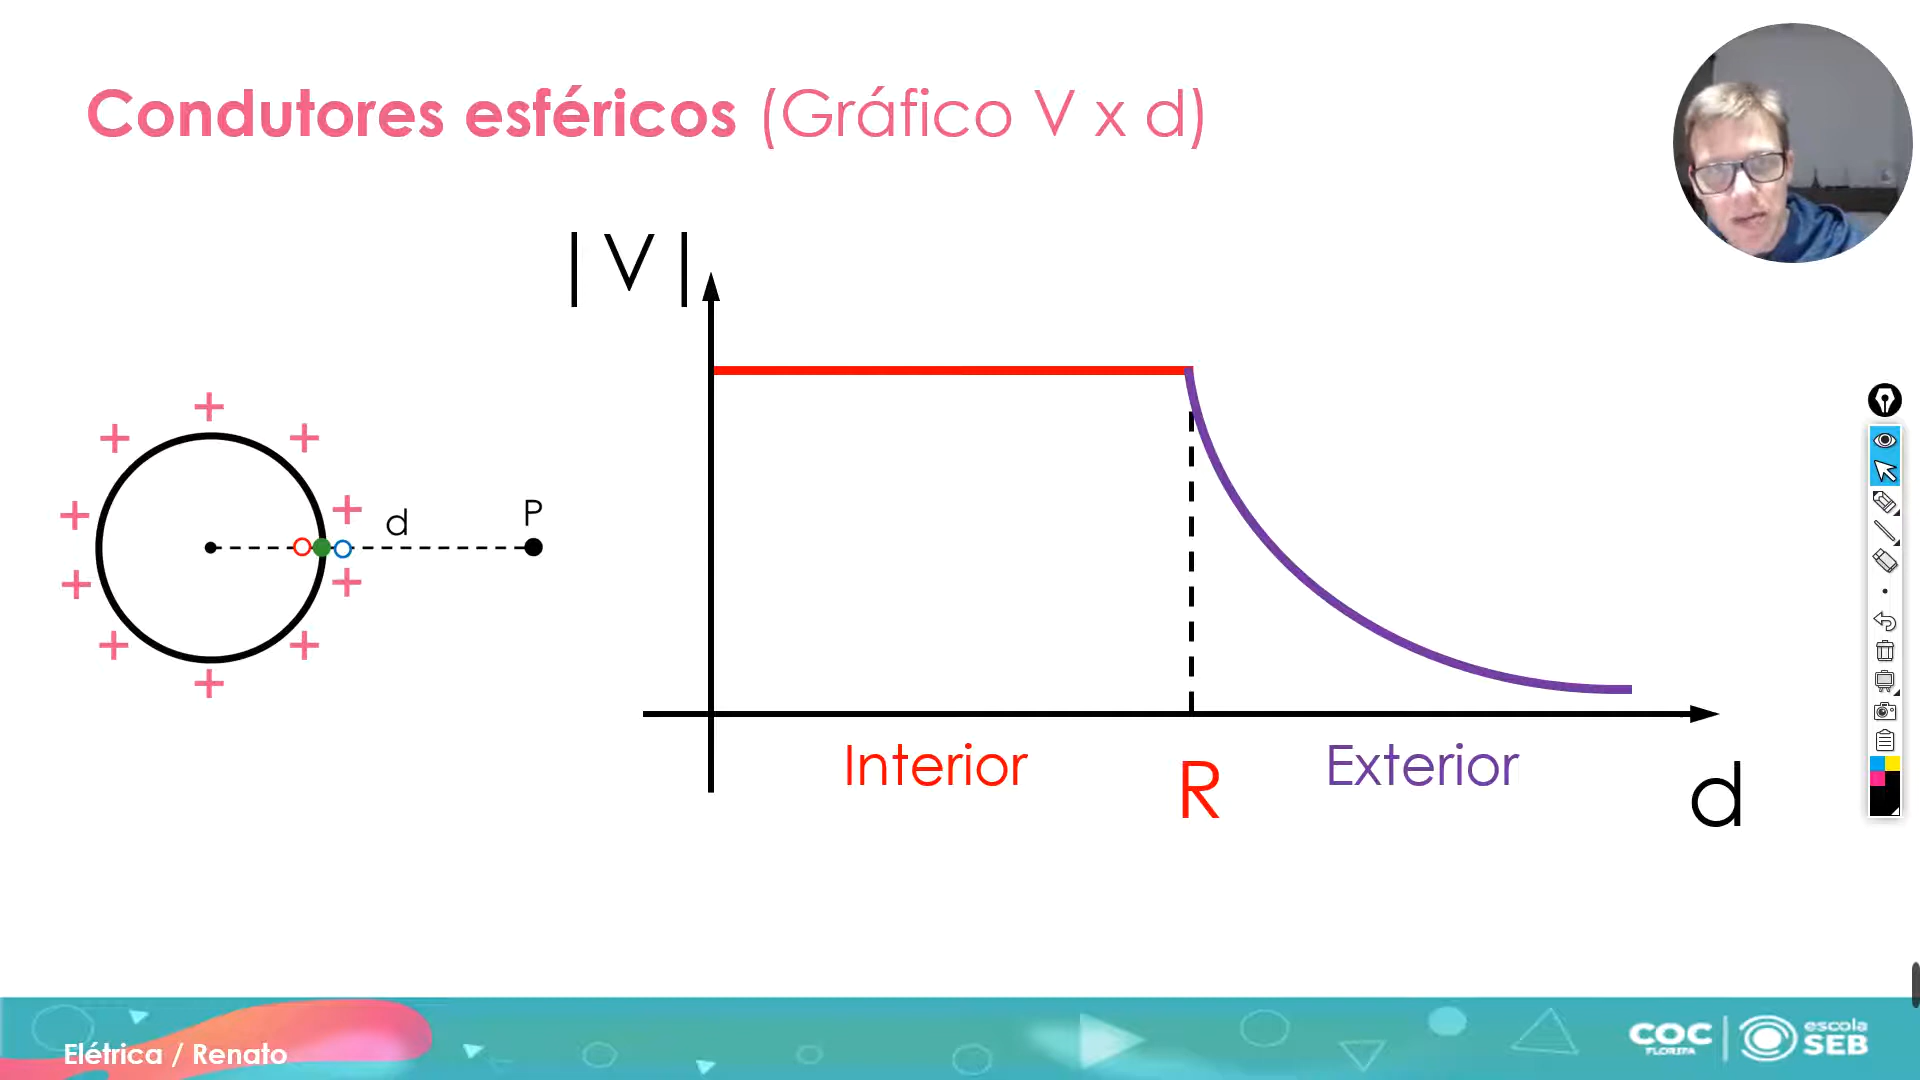 Condutores esféricos (Gráfico V x d)
| V |
d
P
Interior
R
Exterior
d
Elétrica / Renato
COC
FLORIPA
escola
SEB